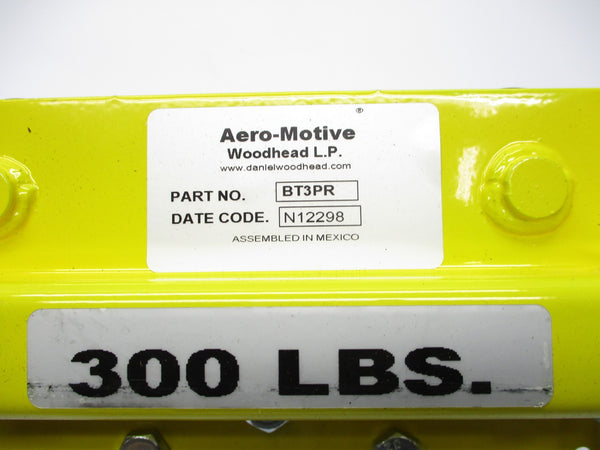 ®
Aero-Motive
Woodhead L.P.
www.danielwoodhead.com
PART NO. BT3PR
DATE CODE. N12298
ASSEMBLED IN MEXICO
300 LBS.